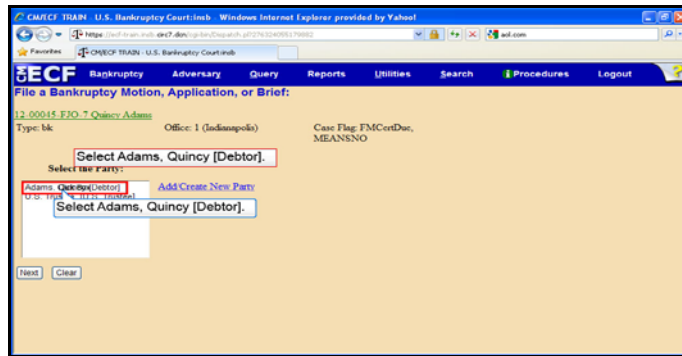 CM/ECF TRAIN - U.S. Bankruptcy Court:insb - Windows Internet Explorer provided by Yahoo!
Favorites CM/ECF TRAIN - U.S. Bankruptcy Court:insb
aol.com
ECF Bankruptcy Adversary Query Reports Utilities Search Procedures Logout ?
File a Bankruptcy Motion, Application, or Brief:
12-00045-FJO-7 Quincy Adams
Type: bk Office: 1 (Indianapolis) Case Flag: FMCertDue,
MEANSNO
Select Adams, Quincy [Debtor].
Select the Party:
Adams, [Debtor] Add/Create New Party
U.S. Trustee
Select Adams, Quincy [Debtor].
Next Clear